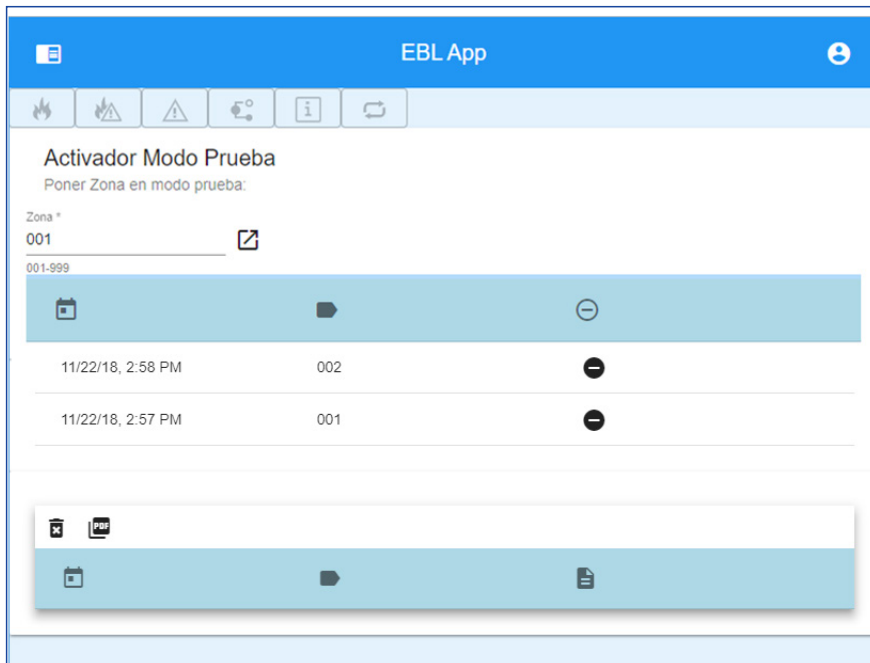 EBL App
Activador Modo Prueba
Poner Zona en modo prueba:
Zona *
001
001-999
11/22/18, 2:58 PM 002
11/22/18, 2:57 PM 001
PDF